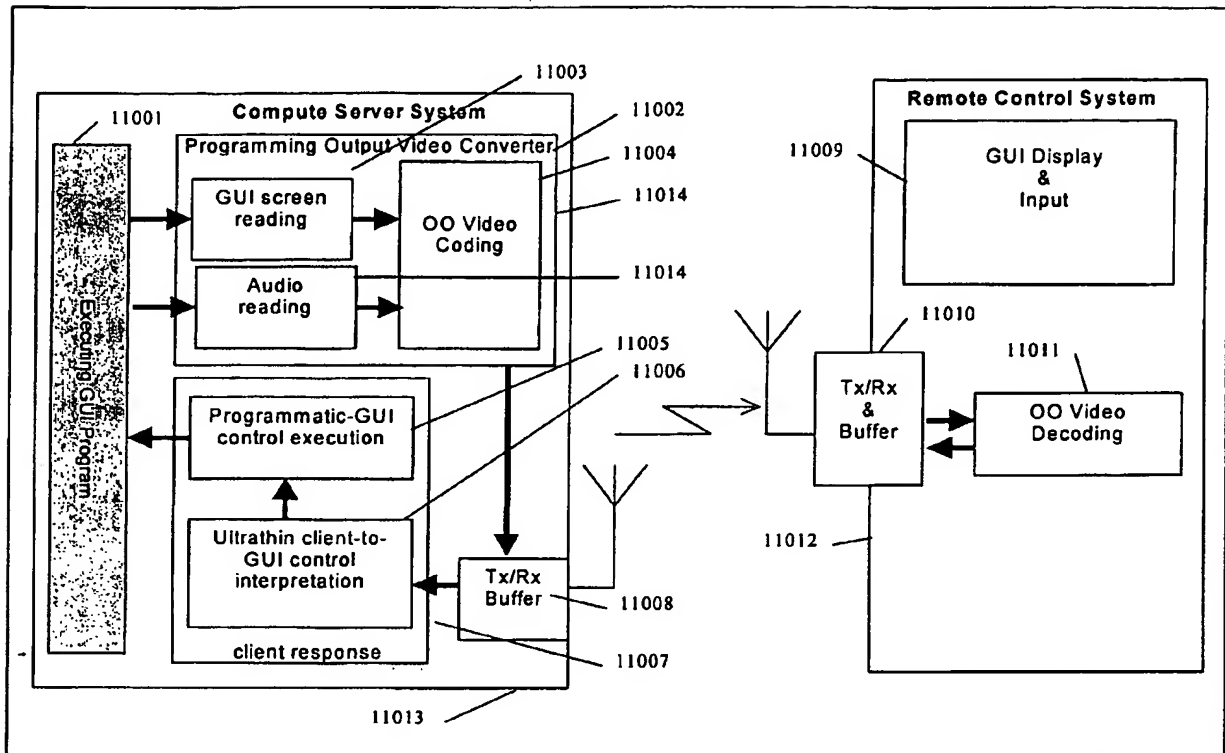 11003
Compute Server System
Remote Control System
11001
11002
Programming Output Video Converter
11004
11009
GUI Display
&
Input
11014
GUI screen
reading
OO Video
Coding
11014
Audio
reading
Executing GUI Program
11005
11010
11006
11011
Programmatic-GUI
control execution
Tx/Rx
&
Buffer
OO Video
Decoding
Ultrathin client-to-
GUI control
interpretation
11012
Tx/Rx
Buffer
11008
client response
11007
11013